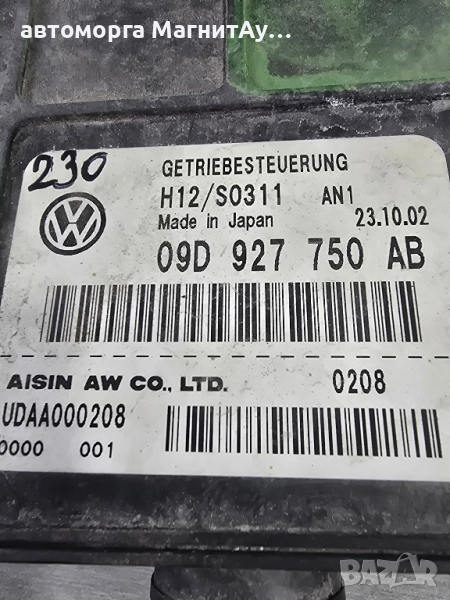 автоморга МагнитАу...
230
GETRIEBESTEUERUNG
H12/S0311 AN1
Made in Japan 23.10.02
09D 927 750 AB
AISIN AW CO., LTD. 0208
UDAA000208
0000 001
BAZAR